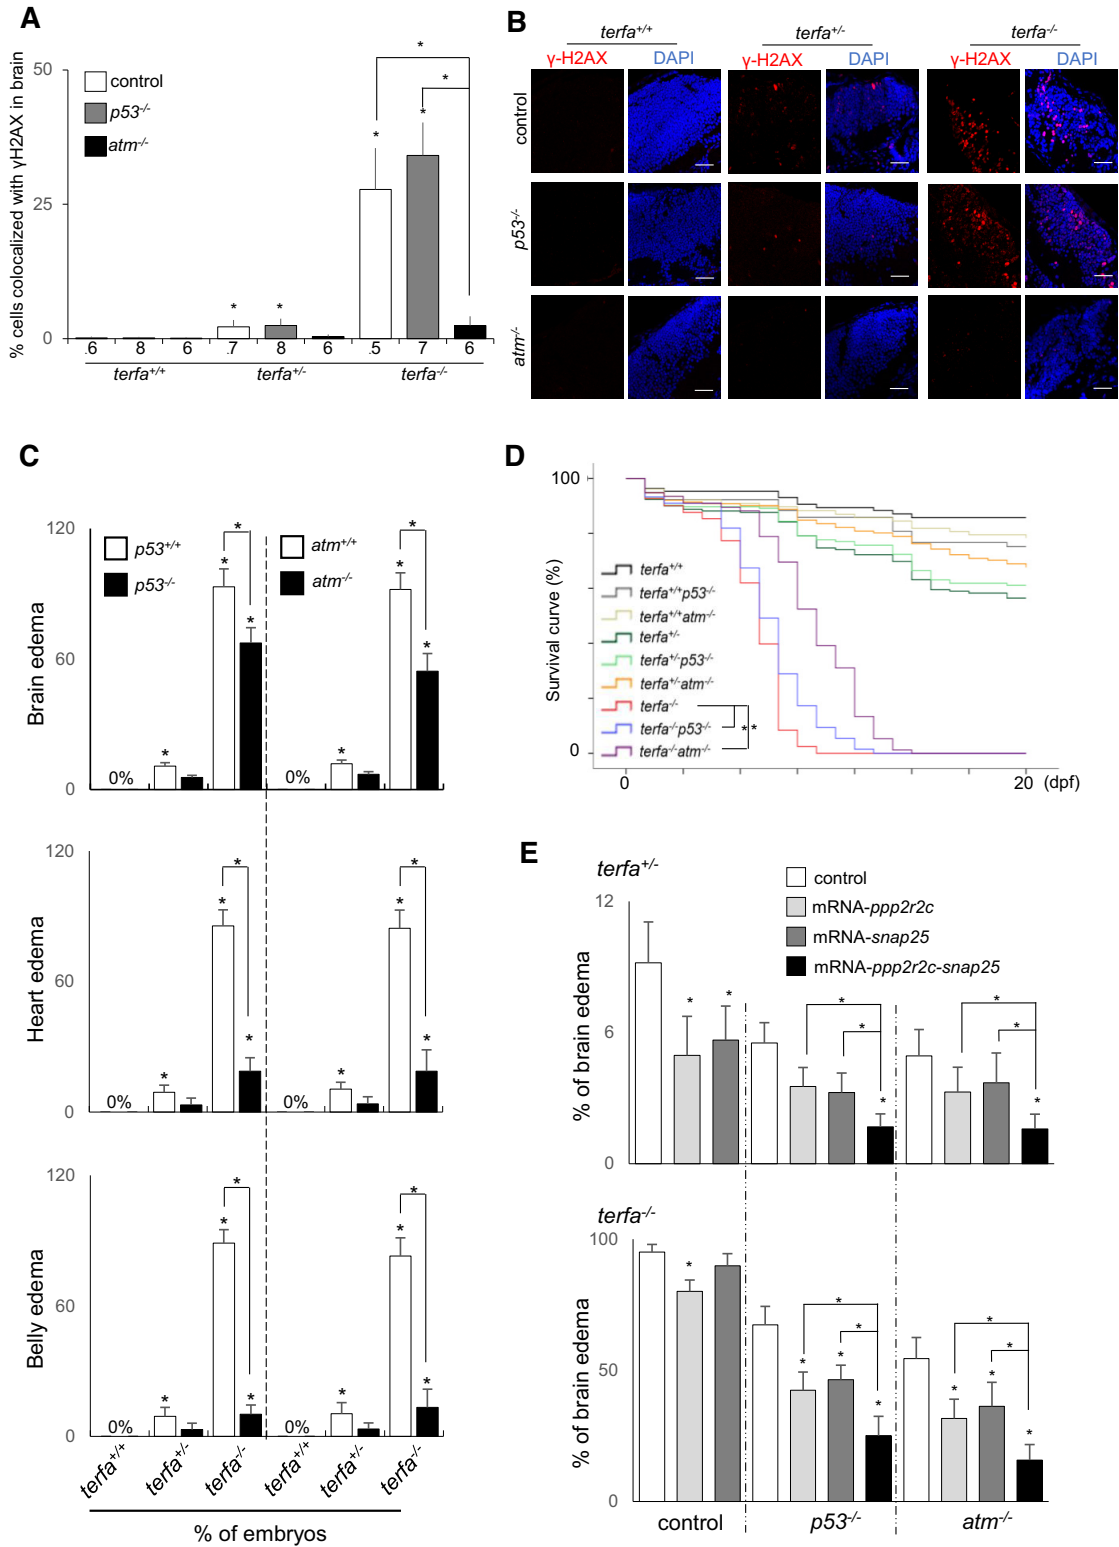 A
% cells colocalized with γH2AX in brain
50
25
0
control
p53-/-
atm-/-
*
*
*
*
*
*
.6 8 6 .7 8 6 .5 7 6
terfa+/+ terfa+/- terfa-/-
B
terfa+/+ terfa+/- terfa-/-
γ-H2AX DAPI γ-H2AX DAPI γ-H2AX DAPI
control
p53-/-
atm-/-
C
Brain edema
120
60
0
p53+/+
p53-/-
atm+/+
atm-/-
* *
* *
* *
* *
0% 0%
Heart edema
120
60
0
* *
* *
* *
* *
0% 0%
Belly edema
120
60
0
* *
* *
* *
* *
0% 0%
terfa+/+ terfa+/- terfa-/- terfa+/+ terfa+/- terfa-/-
% of embryos
D
Survival curve (%)
100
0
terfa+/+
terfa+/+p53-/-
terfa+/+atm-/-
terfa+/-
terfa+/-p53-/-
terfa+/-atm-/-
terfa-/-
terfa-/-p53-/-
terfa-/-atm-/-
* *
0 20 (dpf)
E
terfa+/-
% of brain edema
12
6
0
control
mRNA-ppp2r2c
mRNA-snap25
mRNA-ppp2r2c-snap25
* *
* *
* *
* *
terfa-/-
% of brain edema
100
50
0
*
* *
* *
* * *
* * *
control p53-/- atm-/-